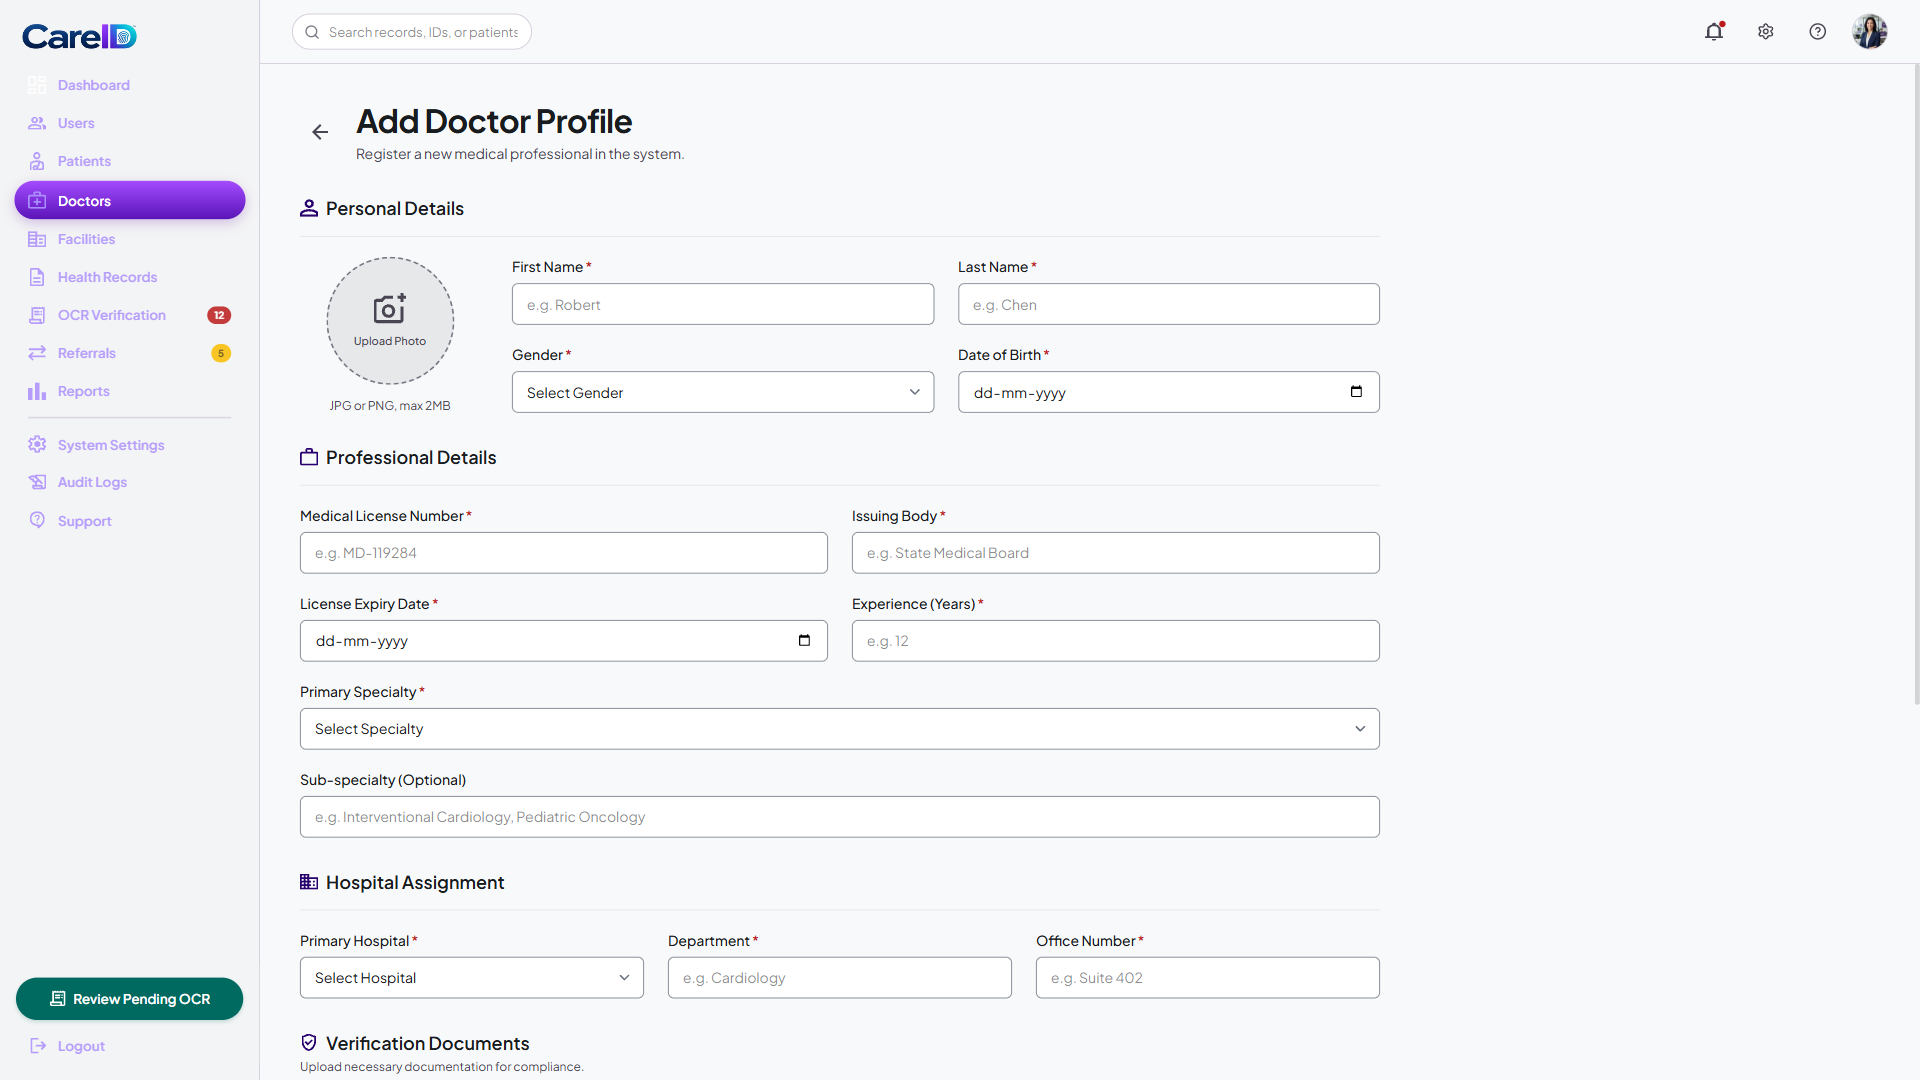 CareID
Search records, IDs, or patients
Dashboard
Users
Patients
Doctors
Facilities
Health Records
OCR Verification 12
Referrals 5
Reports
System Settings
Audit Logs
Support
Review Pending OCR
Logout
Add Doctor Profile
Register a new medical professional in the system.
Personal Details
Upload Photo
JPG or PNG, max 2MB
First Name *
e.g. Robert
Last Name *
e.g. Chen
Gender *
Select Gender
Date of Birth *
dd-mm-yyyy
Professional Details
Medical License Number *
e.g. MD-119284
Issuing Body *
e.g. State Medical Board
License Expiry Date *
dd-mm-yyyy
Experience (Years) *
e.g. 12
Primary Specialty *
Select Specialty
Sub-specialty (Optional)
e.g. Interventional Cardiology, Pediatric Oncology
Hospital Assignment
Primary Hospital *
Select Hospital
Department *
e.g. Cardiology
Office Number *
e.g. Suite 402
Verification Documents
Upload necessary documentation for compliance.